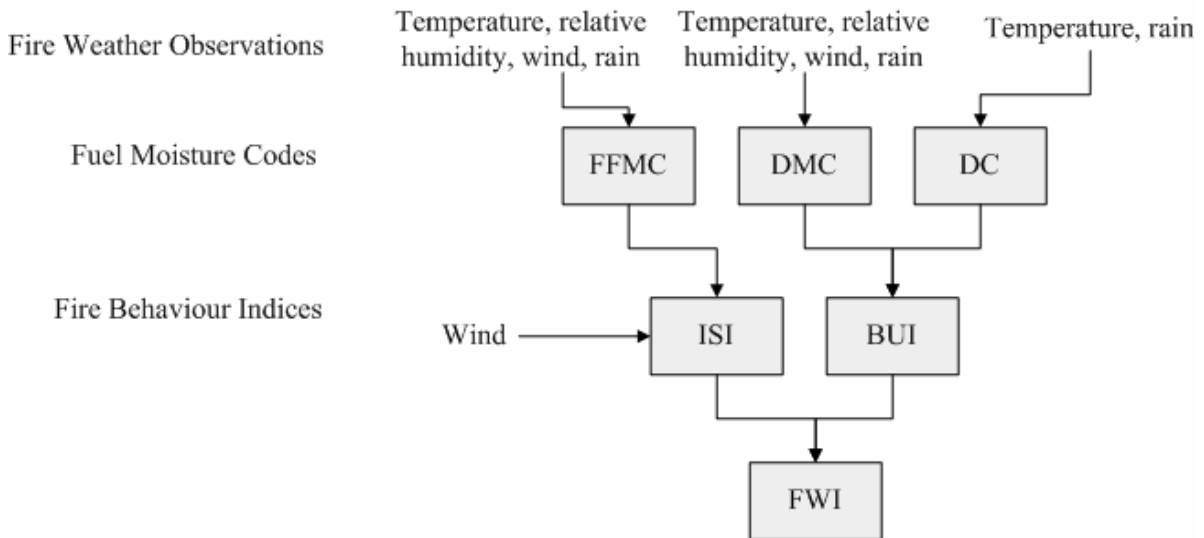 Fire Weather Observations
Temperature, relative
humidity, wind, rain
Temperature, relative
humidity, wind, rain
Temperature, rain
Fuel Moisture Codes
FFMC
DMC
DC
Fire Behaviour Indices
Wind
ISI
BUI
FWI